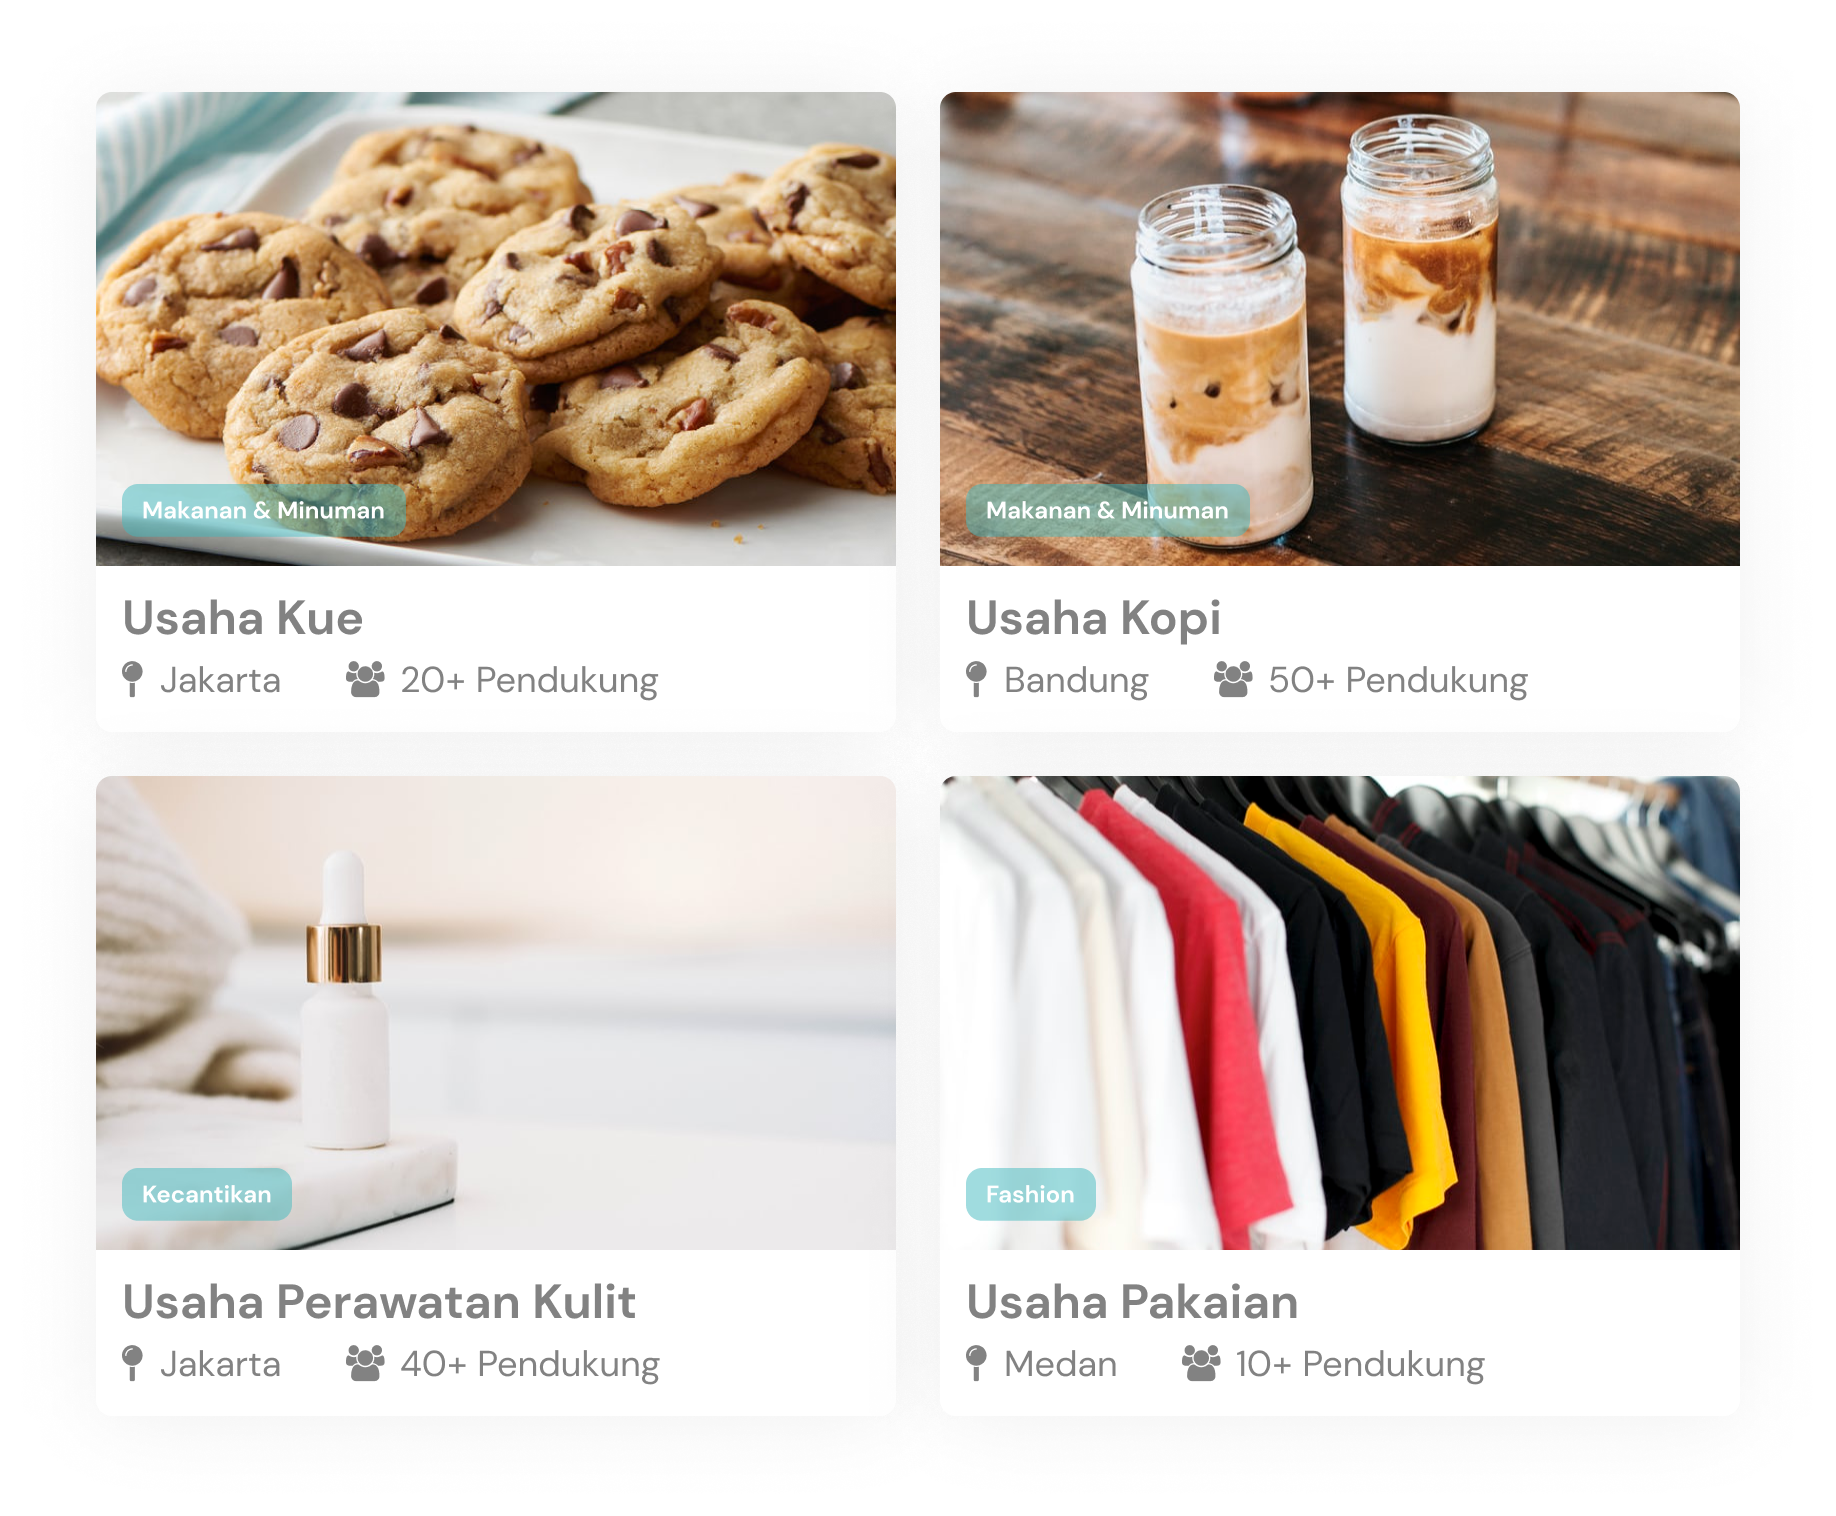 Makanan & Minuman
Usaha Kue
Jakarta
20+ Pendukung
Makanan & Minuman
Usaha Kopi
Bandung
50+ Pendukung
Kecantikan
Usaha Perawatan Kulit
Jakarta
40+ Pendukung
Fashion
Usaha Pakaian
Medan
10+ Pendukung